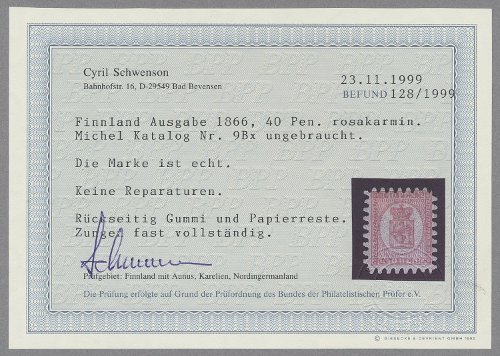 Cyril Schwenson
Bahnhofstr. 16, D-29549 Bad Bevensen
23.11.1999
BEFUND 128/1999
Finnland Ausgabe 1866, 40 Pen. rosakarmin.
Michel Katalog Nr. 9Bx ungebraucht.
Die Marke ist echt.
Keine Reparaturen.
Rückseitig Gummi und Papierreste.
Zungen fast vollständig.
Prüfgebiet: Finnland mit Aunus, Karelien, Nordingermanland
Die Prüfung erfolgte auf Grund der Prüfordnung des Bundes der Philatelistischen Prüfer e.V.